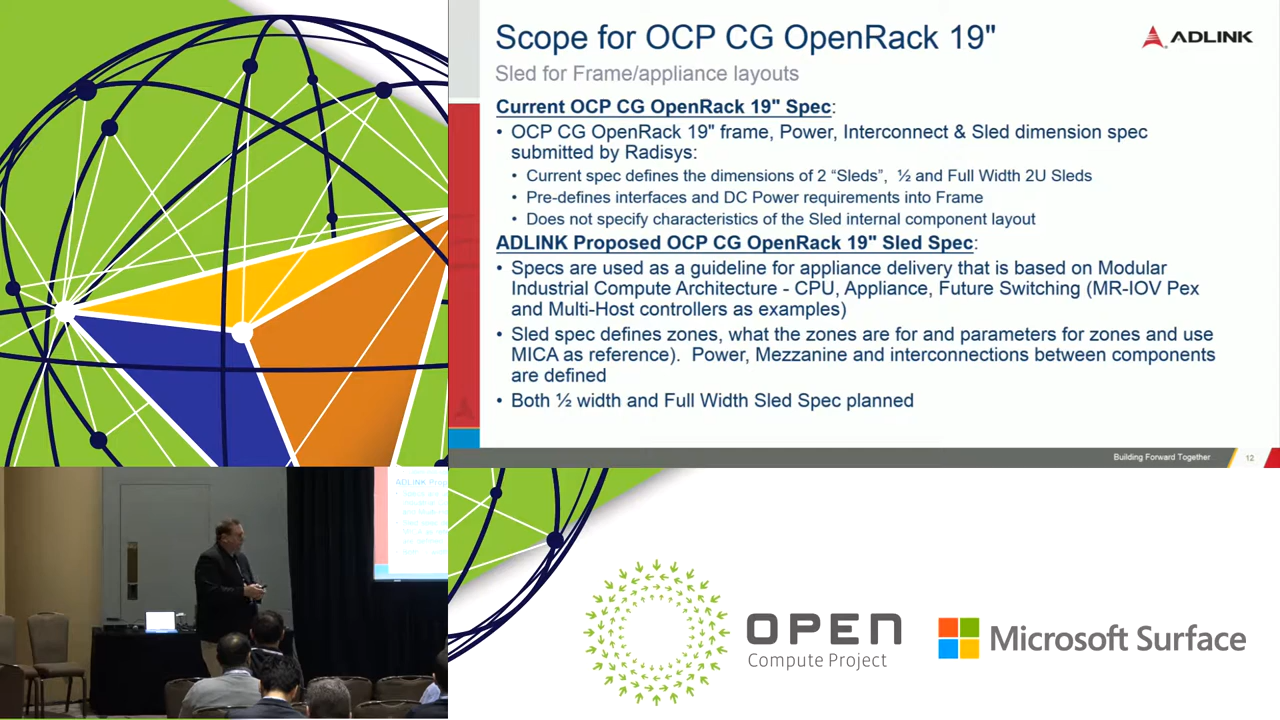 Scope for OCP CG OpenRack 19"
ADLINK
Sled for Frame/appliance layouts
Current OCP CG OpenRack 19" Spec:
• OCP CG OpenRack 19" frame, Power, Interconnect & Sled dimension spec
submitted by Radisys:
• Current spec defines the dimensions of 2 “Sleds”, ½ and Full Width 2U Sleds
• Pre-defines interfaces and DC Power requirements into Frame
• Does not specify characteristics of the Sled internal component layout
ADLINK Proposed OCP CG OpenRack 19" Sled Spec:
• Specs are used as a guideline for appliance delivery that is based on Modular
Industrial Compute Architecture - CPU, Appliance, Future Switching (MR-IOV Pex
and Multi-Host controllers as examples)
• Sled spec defines zones, what the zones are for and parameters for zones and use
MICA as reference). Power, Mezzanine and interconnections between components
are defined
• Both ½ width and Full Width Sled Spec planned
Building Forward Together
12
ADLINK Prop
OPEN
Compute Project
Microsoft Surface